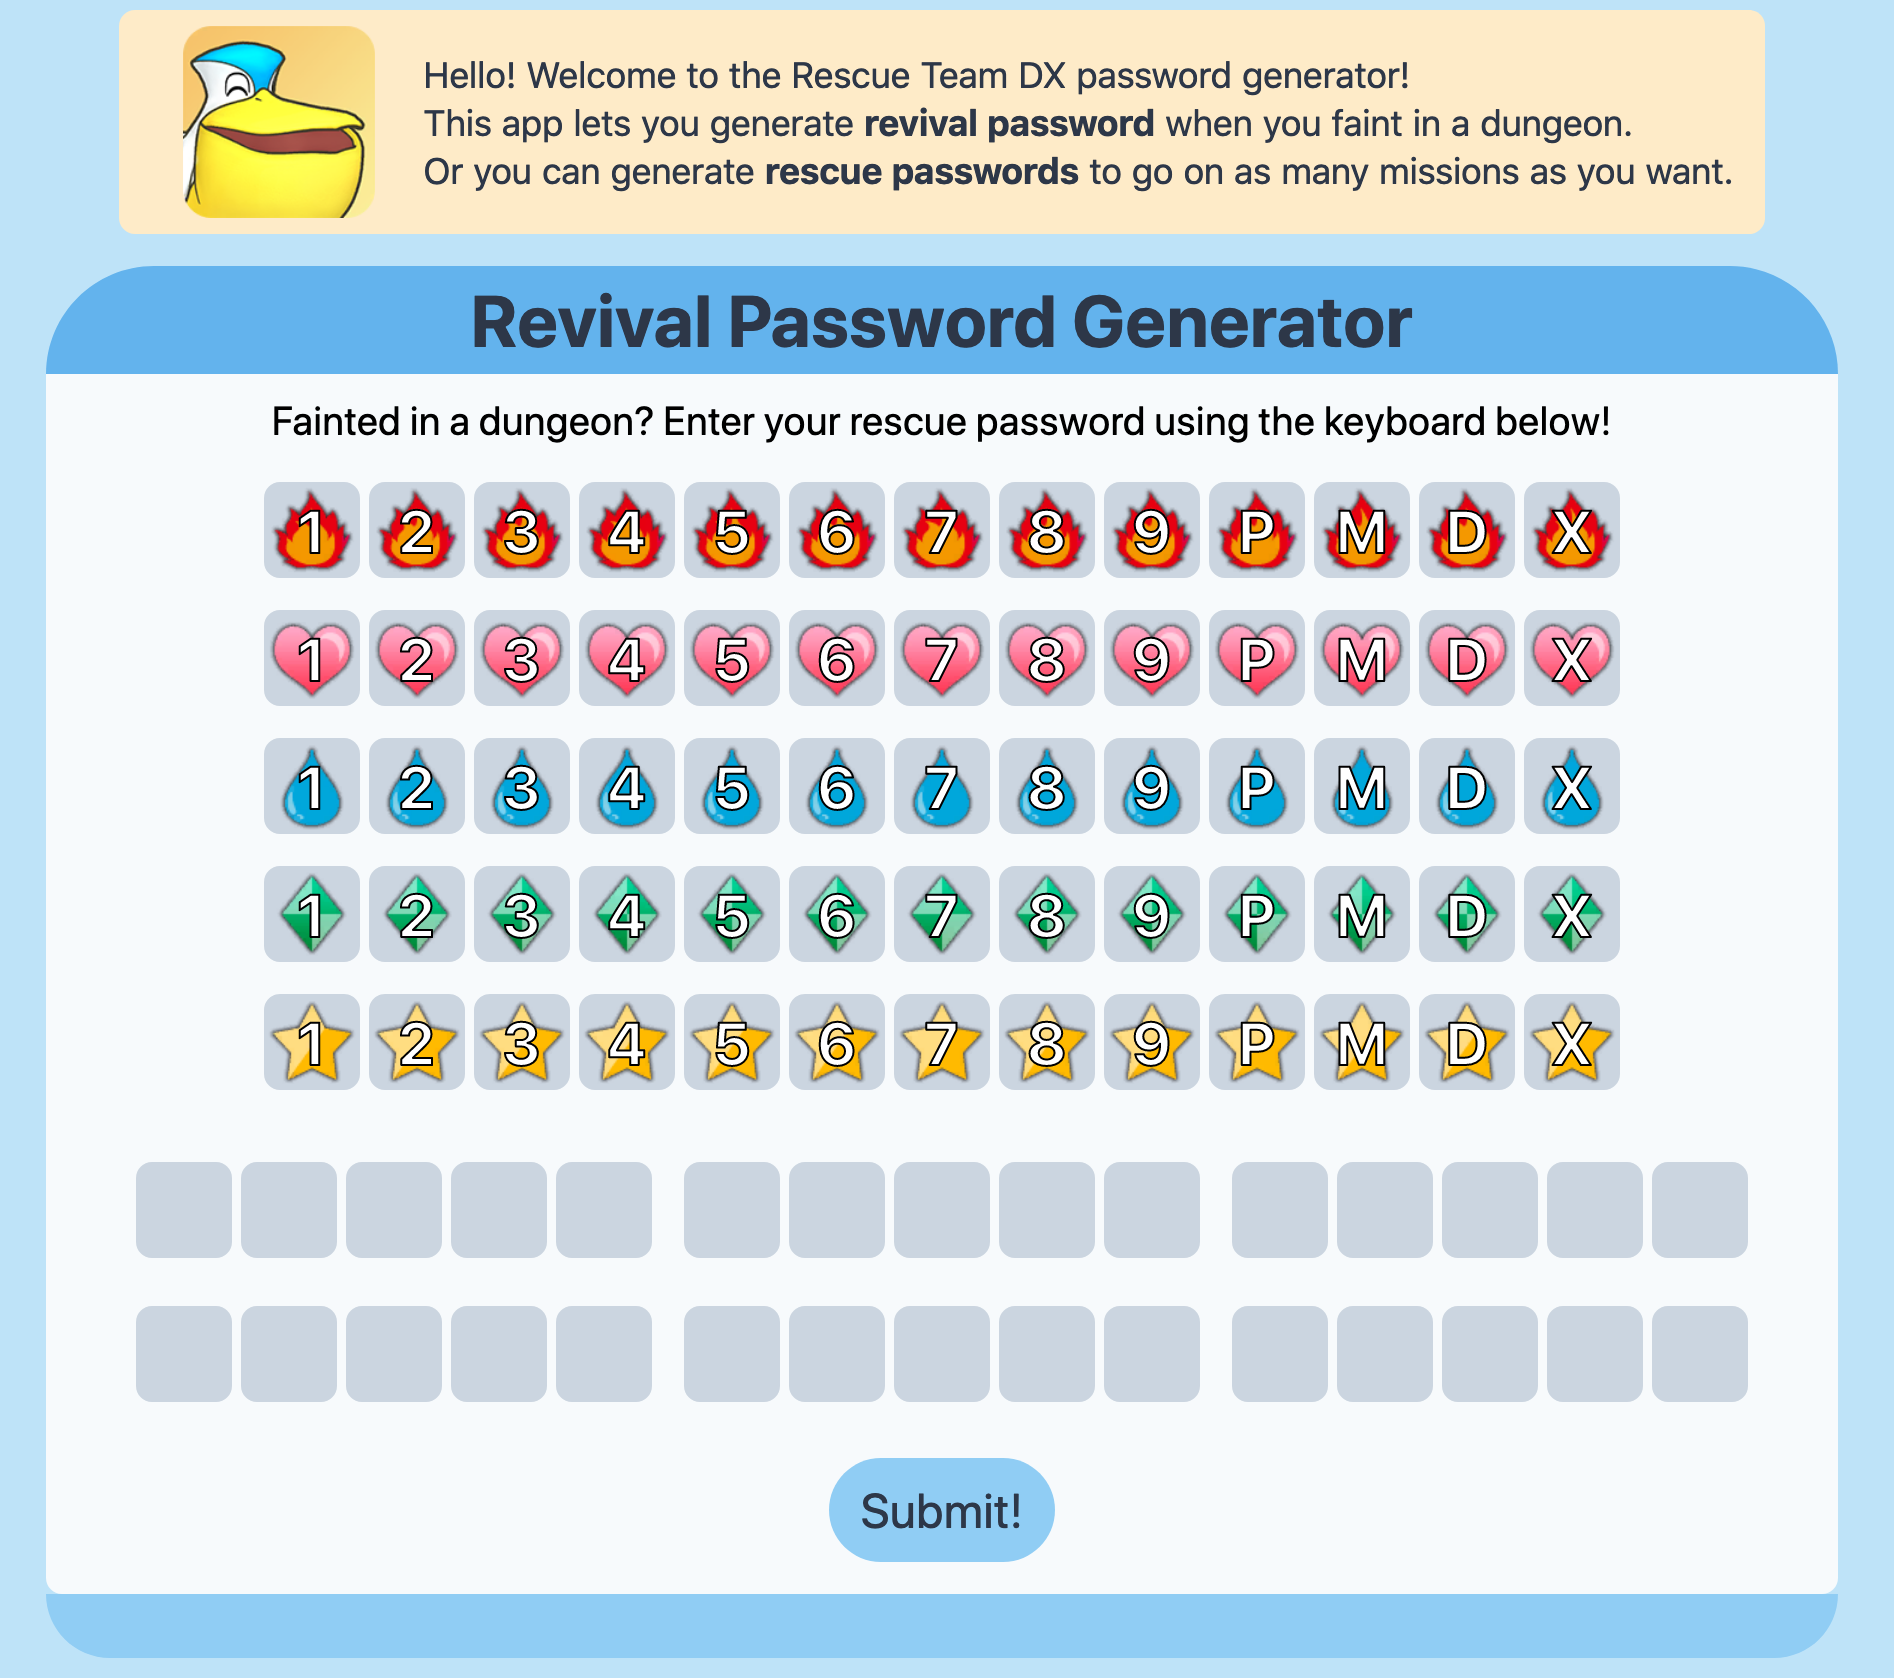 Hello! Welcome to the Rescue Team DX password generator!
This app lets you generate revival password when you faint in a dungeon.
Or you can generate rescue passwords to go on as many missions as you want.
Revival Password Generator
Fainted in a dungeon? Enter your rescue password using the keyboard below!
1 2 3 4 5 6 7 8 9 P M D X
1 2 3 4 5 6 7 8 9 P M D X
1 2 3 4 5 6 7 8 9 P M D X
1 2 3 4 5 6 7 8 9 P M D X
1 2 3 4 5 6 7 8 9 P M D X
Submit!